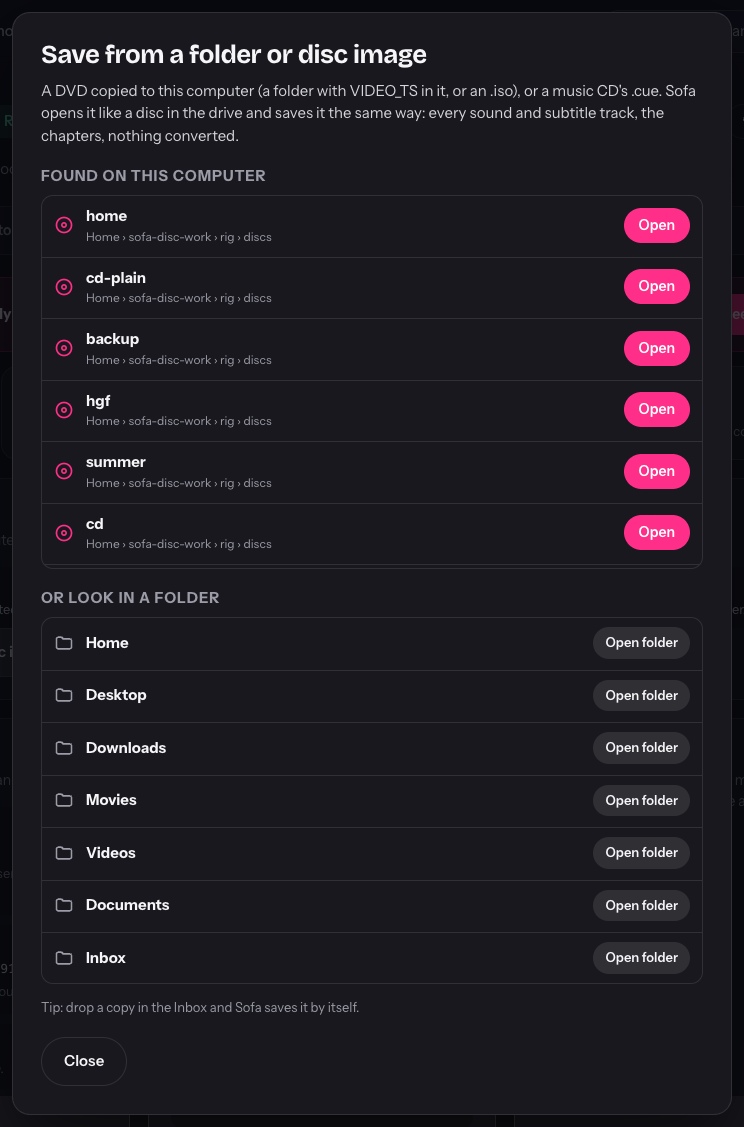 Save from a folder or disc image
A DVD copied to this computer (a folder with VIDEO_TS in it, or an .iso), or a music CD's .cue. Sofa
opens it like a disc in the drive and saves it the same way: every sound and subtitle track, the
chapters, nothing converted.
FOUND ON THIS COMPUTER
home
Home › sofa-disc-work › rig › discs
Open
cd-plain
Home › sofa-disc-work › rig › discs
Open
backup
Home › sofa-disc-work › rig › discs
Open
hgf
Home › sofa-disc-work › rig › discs
Open
summer
Home › sofa-disc-work › rig › discs
Open
cd
Home › sofa-disc-work › rig › discs
Open
OR LOOK IN A FOLDER
Home
Open folder
Desktop
Open folder
Downloads
Open folder
Movies
Open folder
Videos
Open folder
Documents
Open folder
Inbox
Open folder
Tip: drop a copy in the Inbox and Sofa saves it by itself.
Close